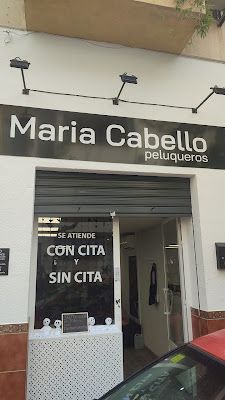 Maria Cabello
peluqueros
SE ATIENDE
CON CITA
Y
SIN CITA